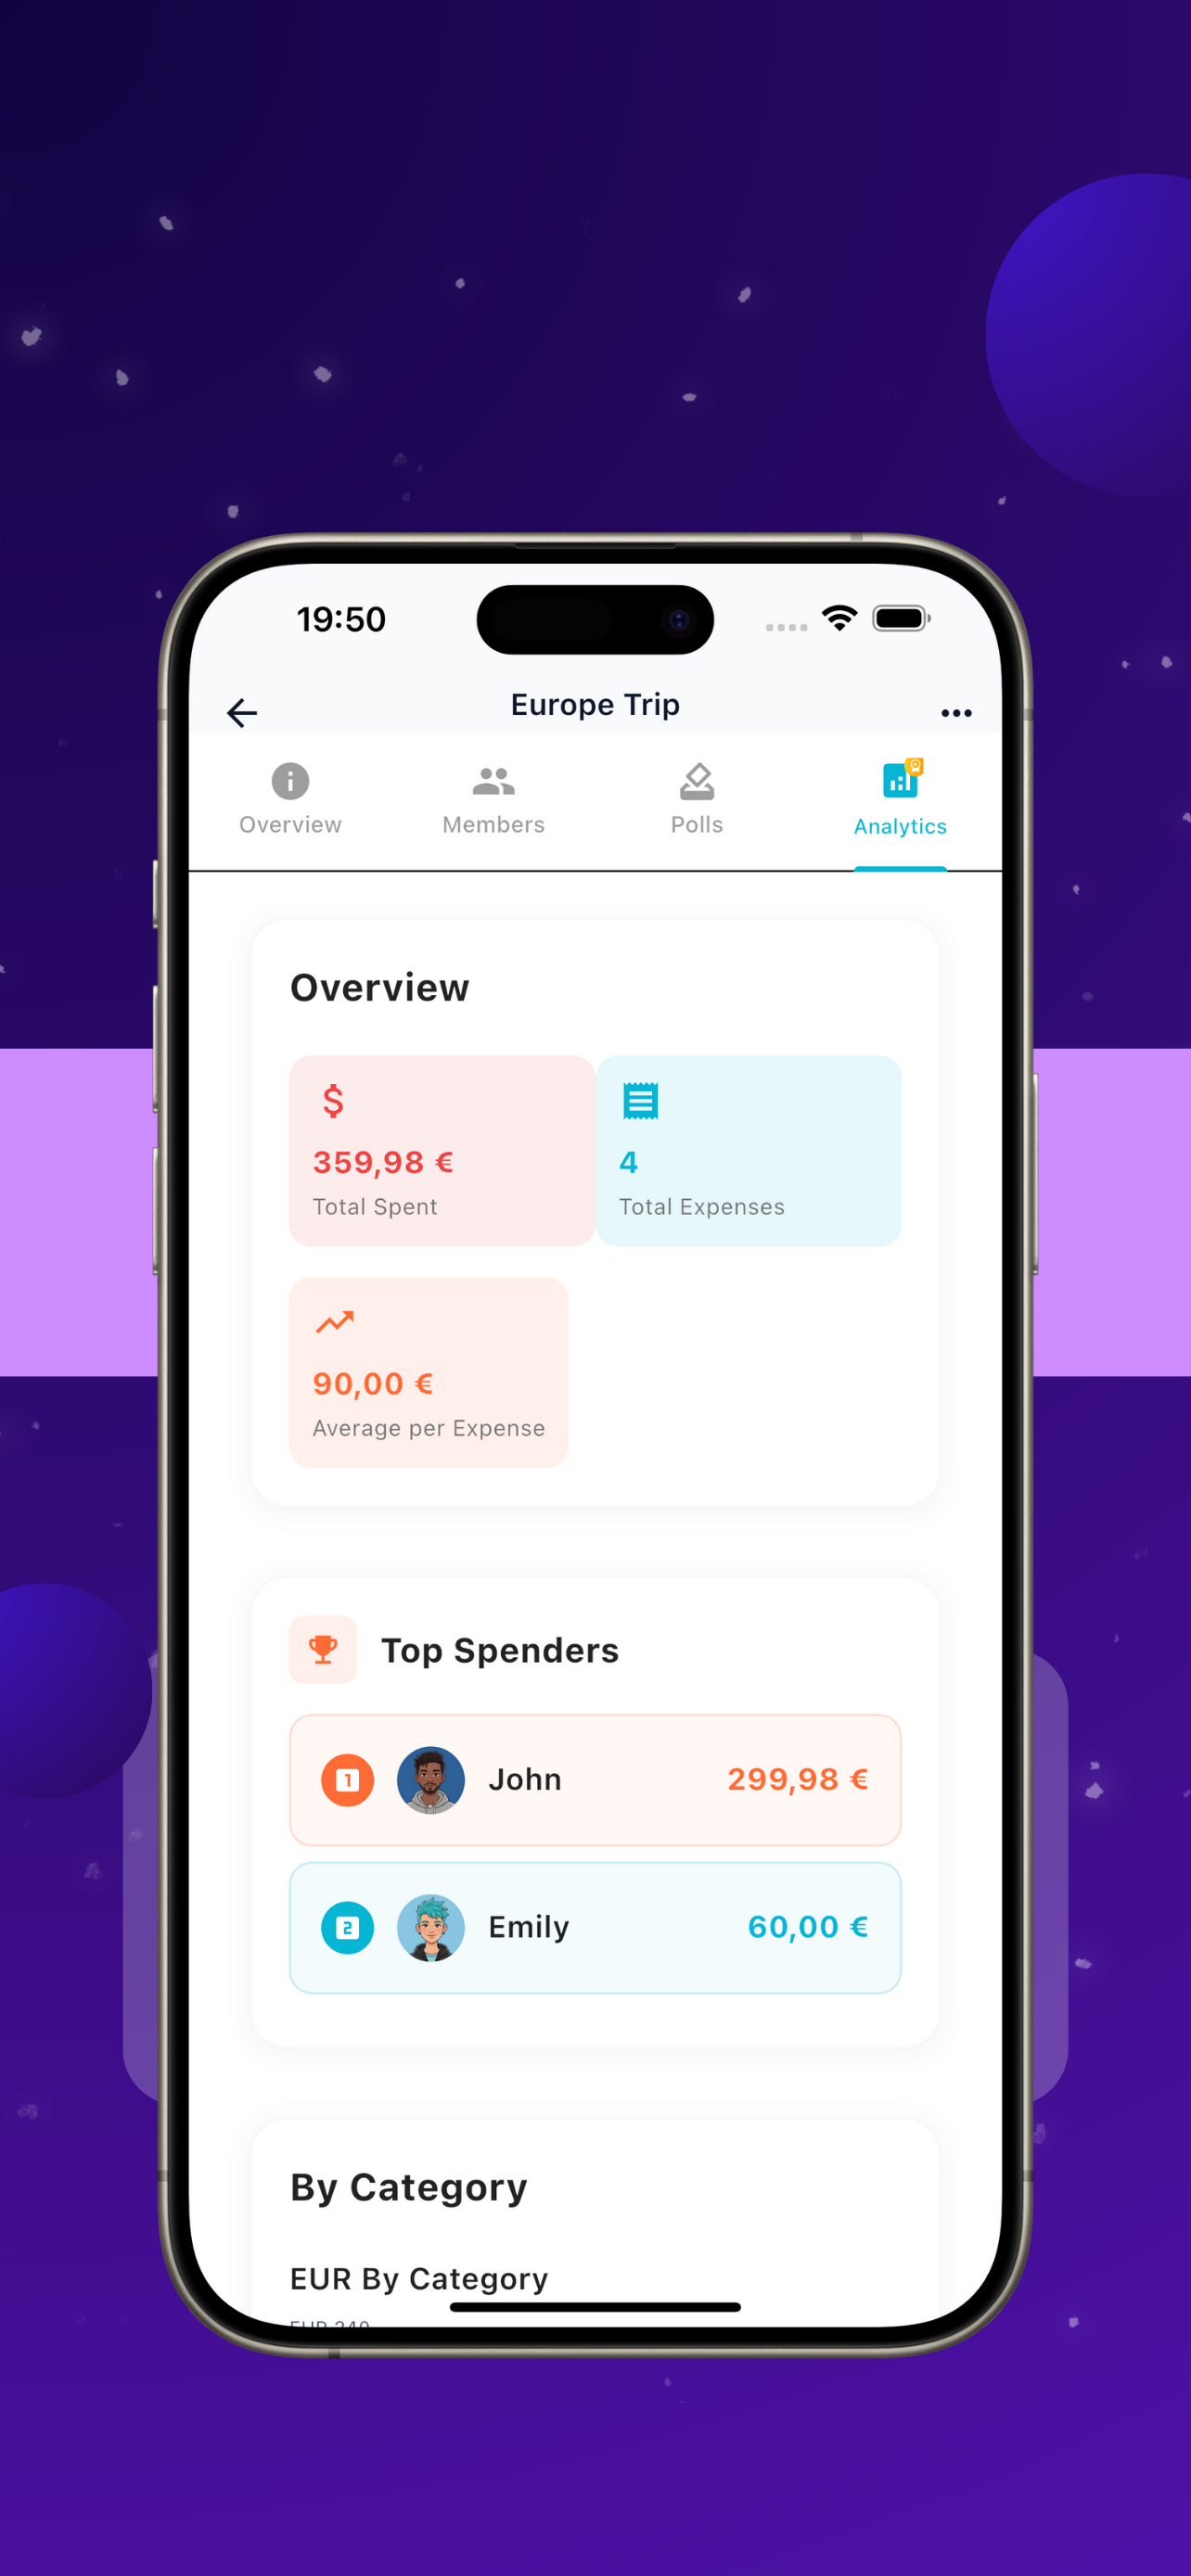 19:50
Europe Trip
Overview
Members
Polls
Analytics
Overview
$
359,98 €
Total Spent
4
Total Expenses
90,00 €
Average per Expense
Top Spenders
1
John
299,98 €
2
Emily
60,00 €
By Category
EUR By Category